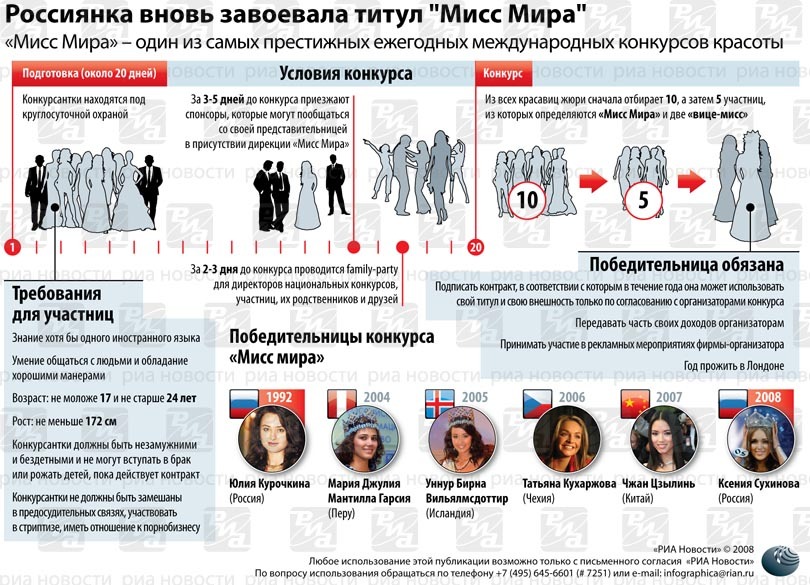 Россиянка вновь завоевала титул "Мисс Мира"
«Мисс Мира» – один из самых престижных ежегодных международных конкурсов красоты
Подготовка (около 20 дней)
Условия конкурса
Конкурс
Конкурсантки находятся под
круглосуточной охраной
За 3-5 дней до конкурса приезжают
спонсоры, которые могут пообщаться
со своей представительницей
в присутствии дирекции «Мисс Мира»
Из всех красавиц жюри сначала отбирает 10, а затем 5 участниц,
из которых определяются «Мисс Мира» и две «вице-мисс»
10
5
1
20
За 2-3 дня до конкурса проводится family-party
для директоров национальных конкурсов,
участниц, их родственников и друзей
Победительница обязана
Подписать контракт, в соответствии с которым в течение года она может использовать
свой титул и свою внешность только по согласованию с организаторами конкурса
Передавать часть своих доходов организаторам
Принимать участие в рекламных мероприятиях фирмы-организатора
Год прожить в Лондоне
Требования
для участниц
Знание хотя бы одного иностранного языка
Умение общаться с людьми и обладание
хорошими манерами
Возраст: не моложе 17 и не старше 24 лет
Рост: не меньше 172 см
Конкурсантки должны быть незамужними
и бездетными и не могут вступать в брак
или рожать детей, пока действует контракт
Конкурсантки не должны быть замешаны
в предосудительных связях, участвовать
в стриптизе, иметь отношение к порнобизнесу
Победительницы конкурса
«Мисс мира»
1992
2004
2005
2006
2007
2008
Юлия Курочкина
(Россия)
Мария Джулия
Мантилла Гарсия
(Перу)
Уннур Бирна
Вильялмсдоттир
(Исландия)
Татьяна Кухаржова
(Чехия)
Чжан Цзылинь
(Китай)
Ксения Сухинова
(Россия)
«РИА Новости» © 2008
Любое использование этой публикации возможно только с письменного согласия «РИА Новости»
По вопросу использования обращаться по телефону +7 (495) 645-6601 (# 7251) или e-mail: infographica@rian.ru